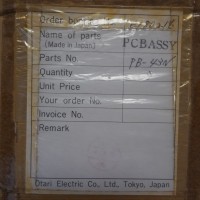 Order
Name of parts PCBASSY
(Made in Japan)
Parts No. PB-
Quantity
Unit Price
Your order No.
Invoice No.
Remark
Otari Electric Co., Ltd., Tokyo, Japan